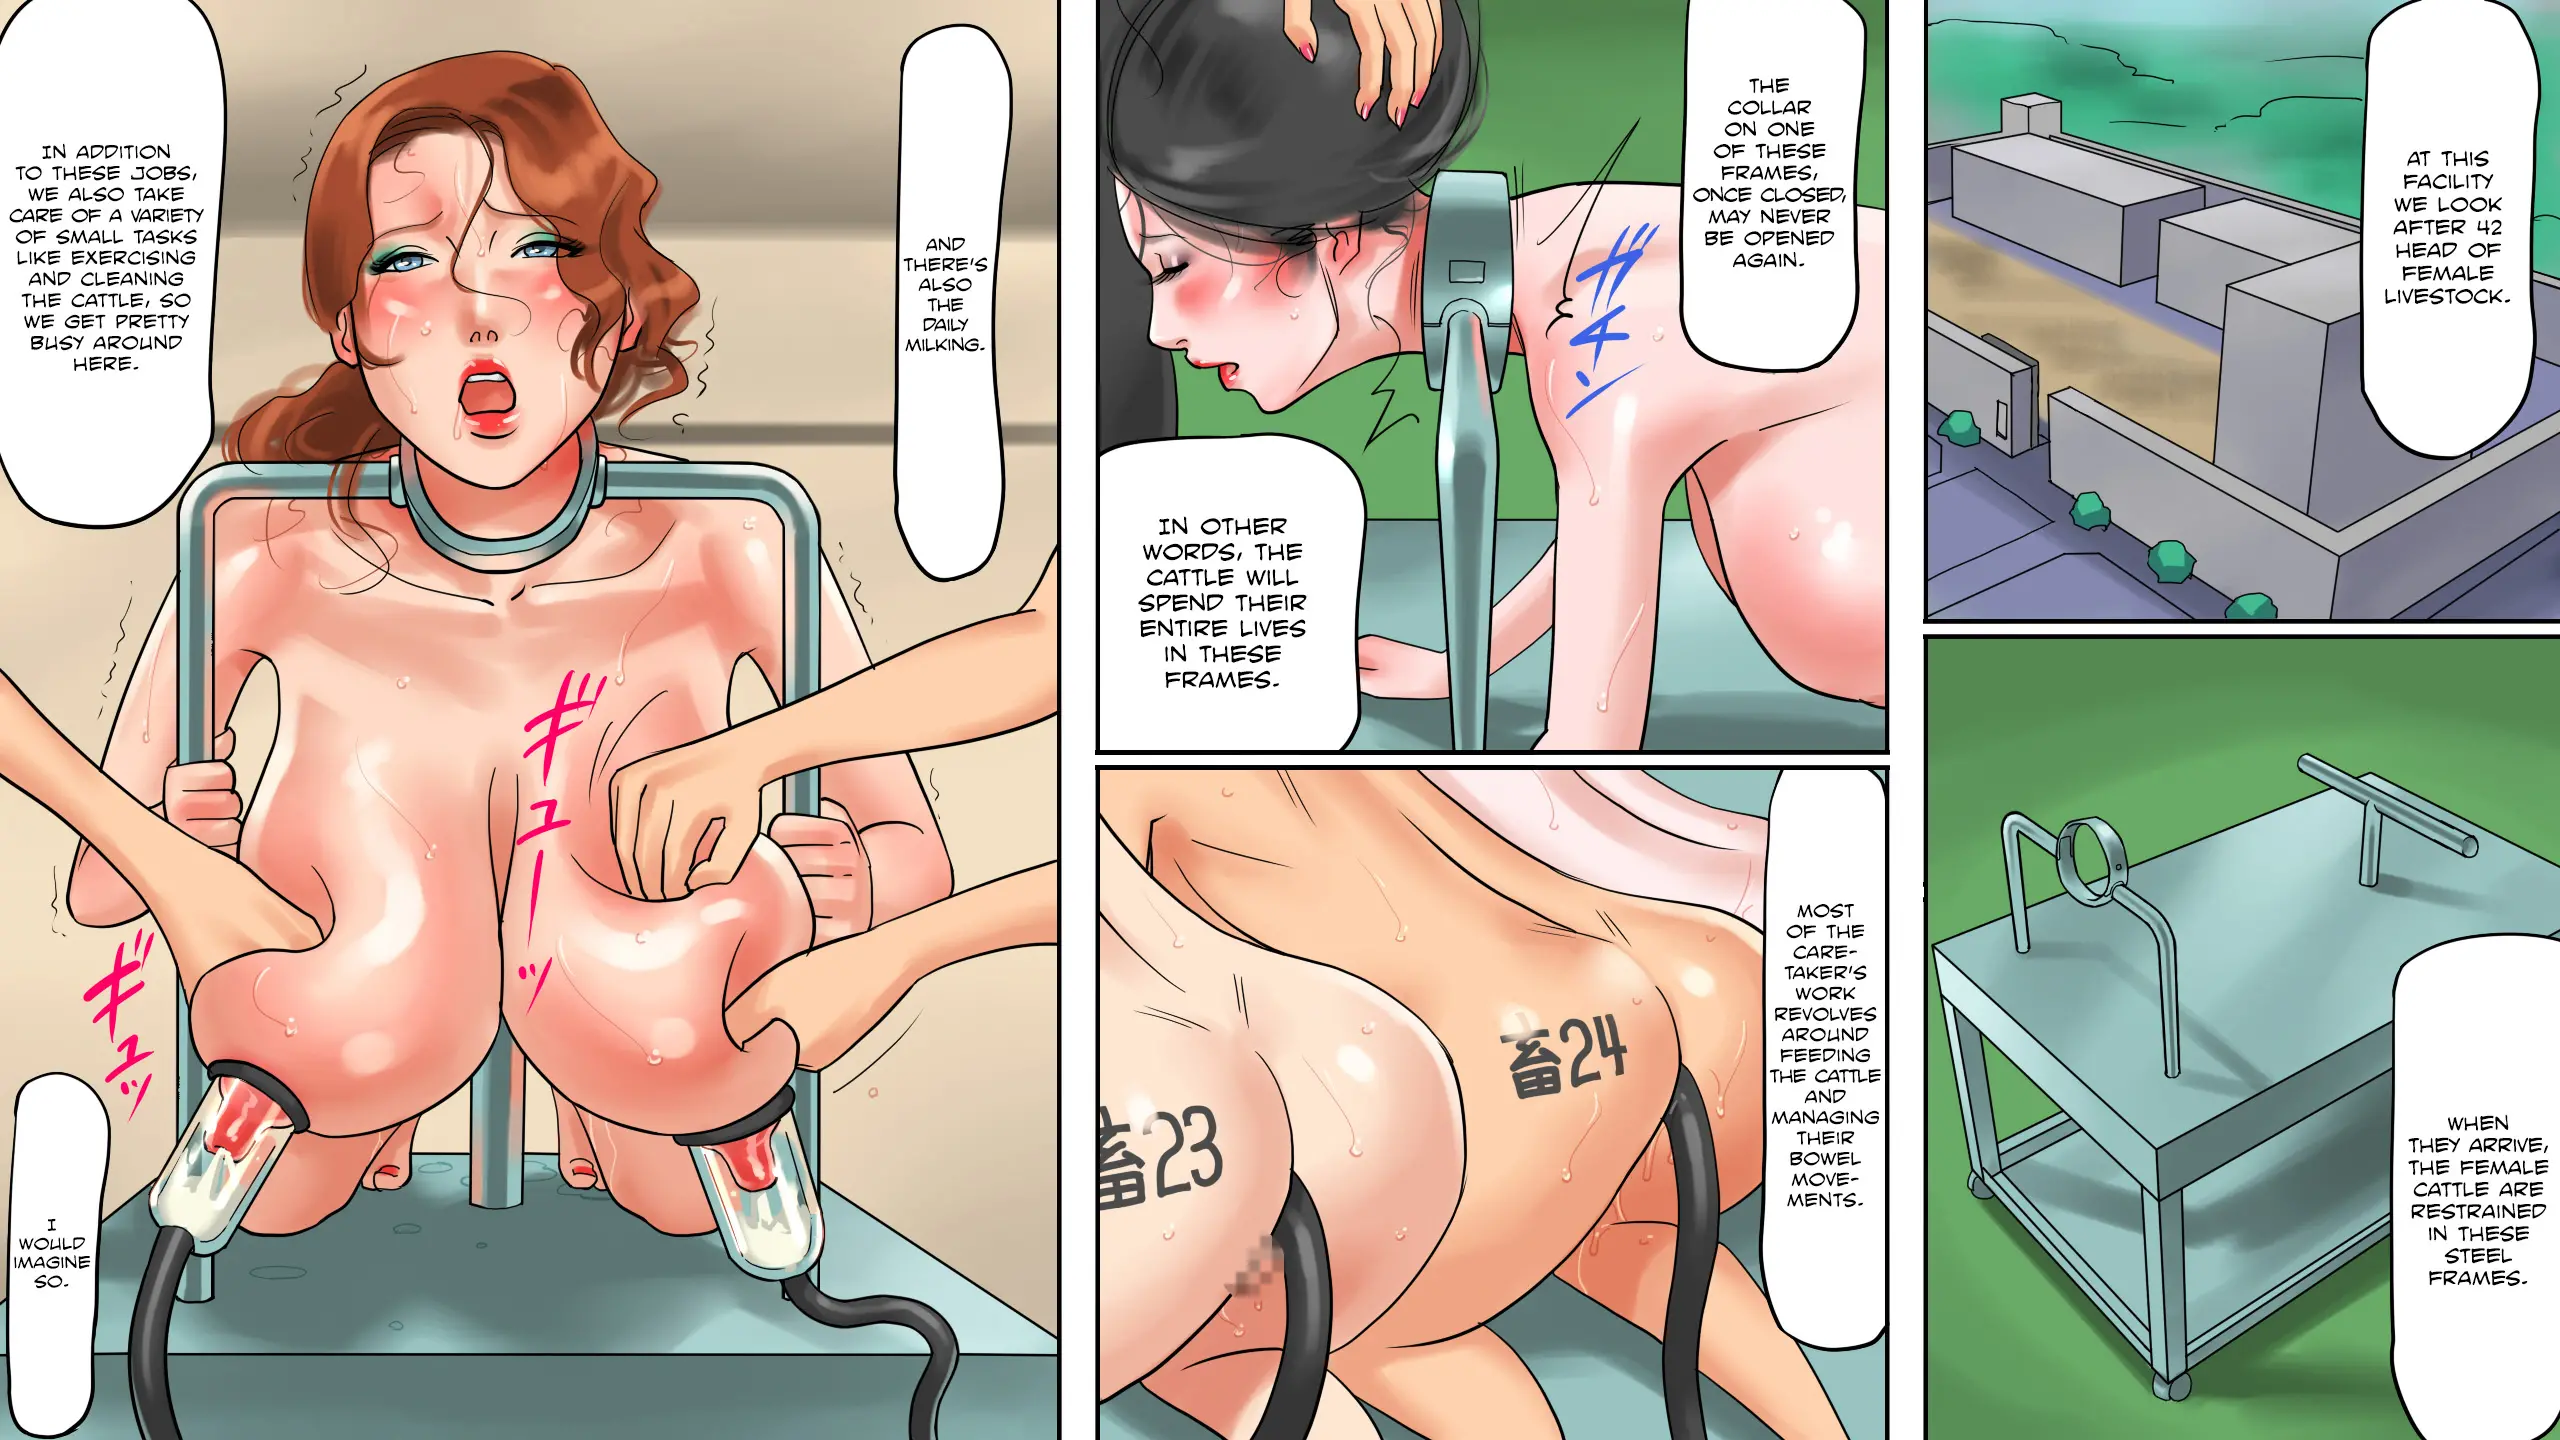 AT THIS
FACILITY
WE LOOK
AFTER 42
HEAD OF
FEMALE
LIVESTOCK.
WHEN
THEY ARRIVE,
THE FEMALE
CATTLE ARE
RESTRAINED
IN THESE
STEEL
FRAMES.
THE
COLLAR
ON ONE
OF THESE
FRAMES,
ONCE CLOSED,
MAY NEVER
BE OPENED
AGAIN.
ガチン
IN OTHER
WORDS, THE
CATTLE WILL
SPEND THEIR
ENTIRE LIVES
IN THESE
FRAMES.
MOST
OF THE
CARE-
TAKER'S
WORK
REVOLVES
AROUND
FEEDING
THE CATTLE
AND
MANAGING
THEIR
BOWEL
MOVE-
MENTS.
畜24
畜23
AND
THERE'S
ALSO
THE
DAILY
MILKING.
IN ADDITION
TO THESE JOBS,
WE ALSO TAKE
CARE OF A VARIETY
OF SMALL TASKS
LIKE EXERCISING
AND CLEANING
THE CATTLE, SO
WE GET PRETTY
BUSY AROUND
HERE.
ギューッ
ギュッ
I
WOULD
IMAGINE
SO.